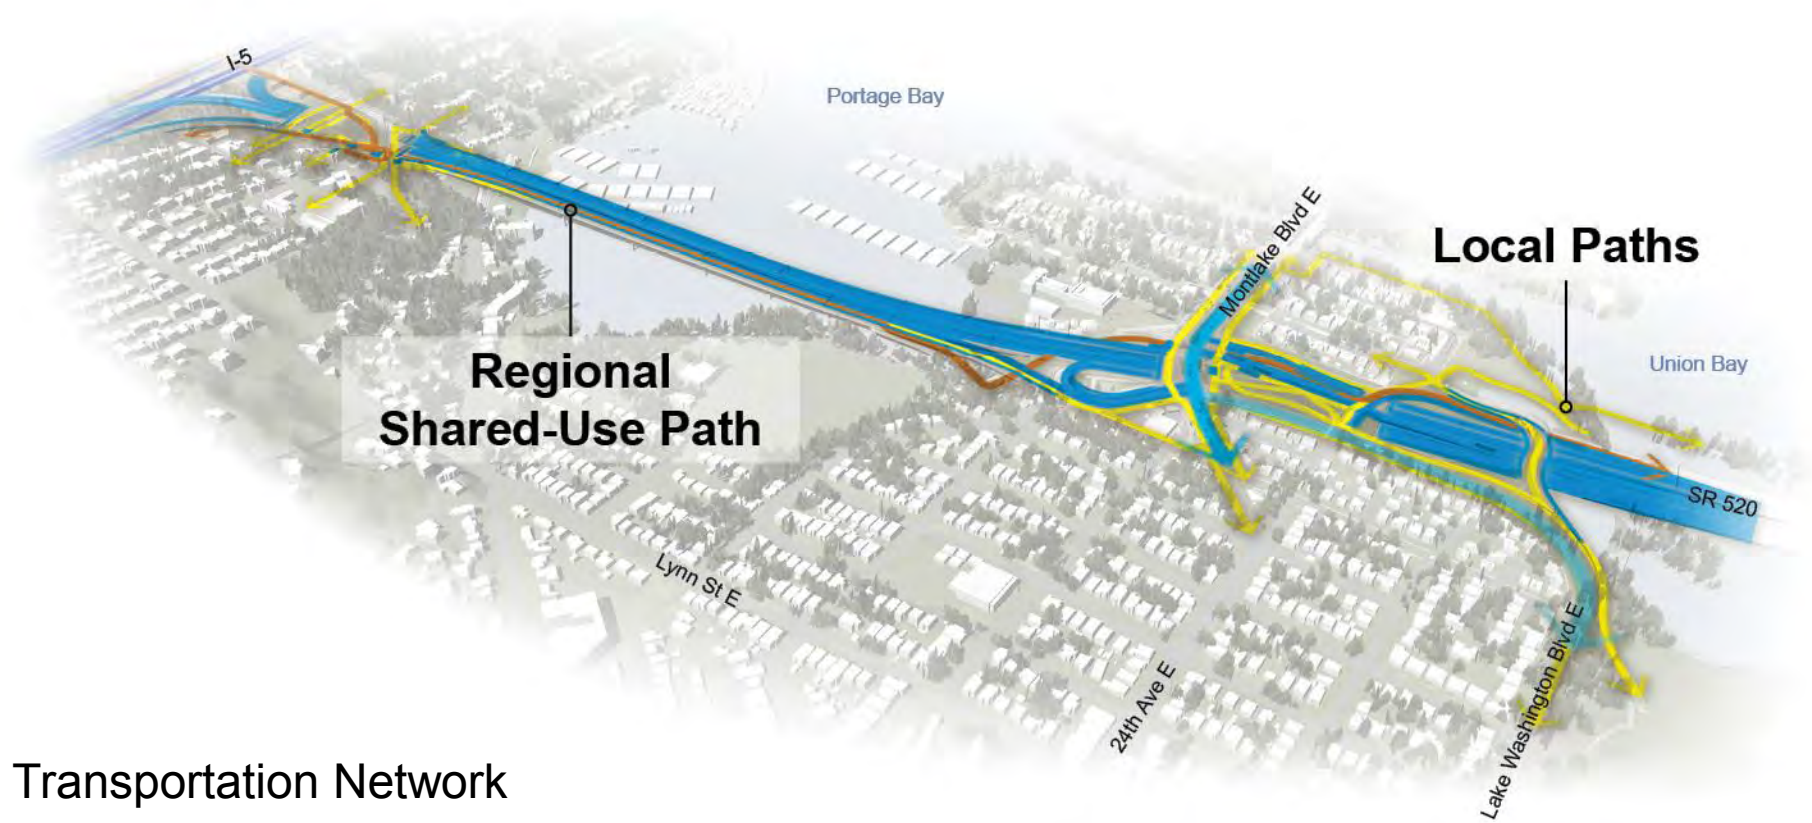 I-5
Portage Bay
Montlake Blvd E
Local Paths
Union Bay
Regional
Shared-Use Path
SR 520
Lynn St E
24th Ave E
Lake Washington Blvd E
Transportation Network